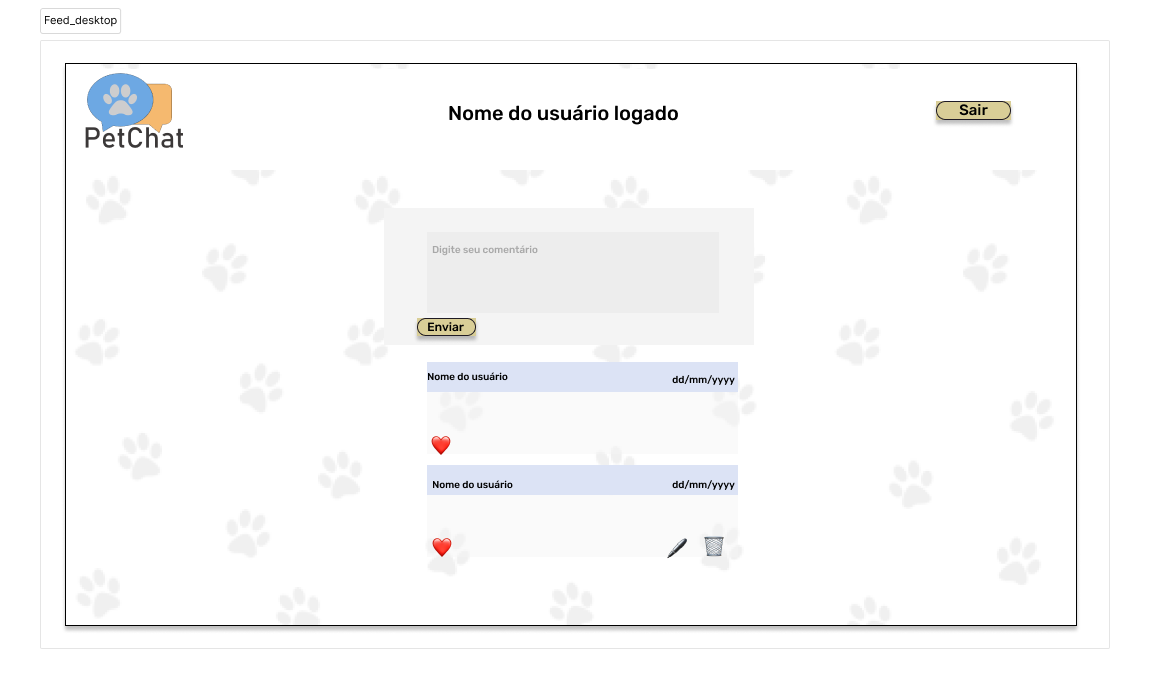 Feed_desktop
PetChat
Nome do usuário logado
Sair
Digite seu comentário
Enviar
Nome do usuário
dd/mm/yyyy
Nome do usuário
dd/mm/yyyy